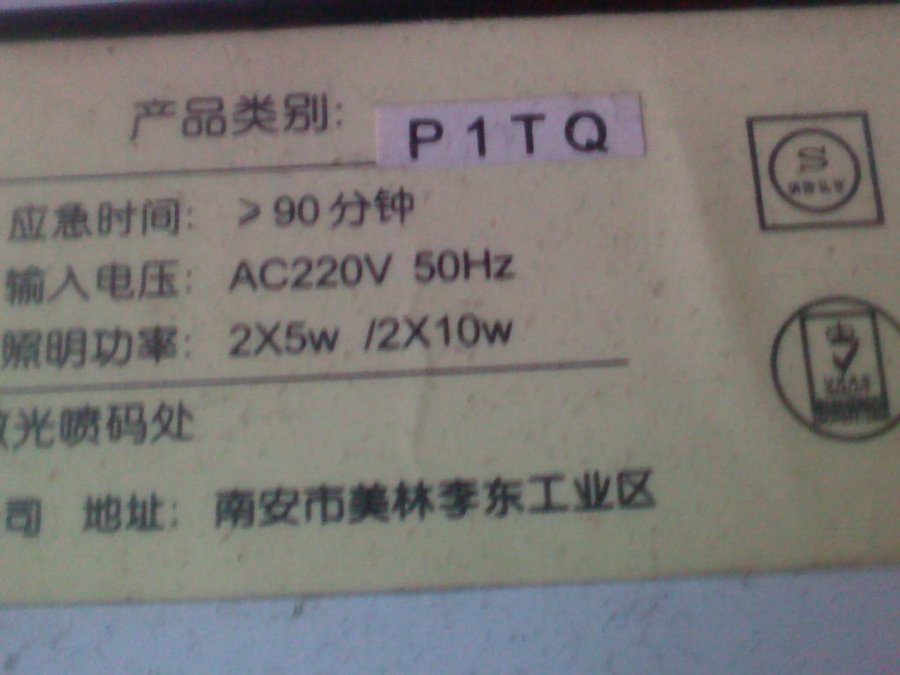 产品类别: P1TQ
应急时间: ≥90分钟
输入电压: AC220V 50Hz
照明功率: 2X5w /2X10w
激光喷码处
司 地址: 南安市美林李东工业区